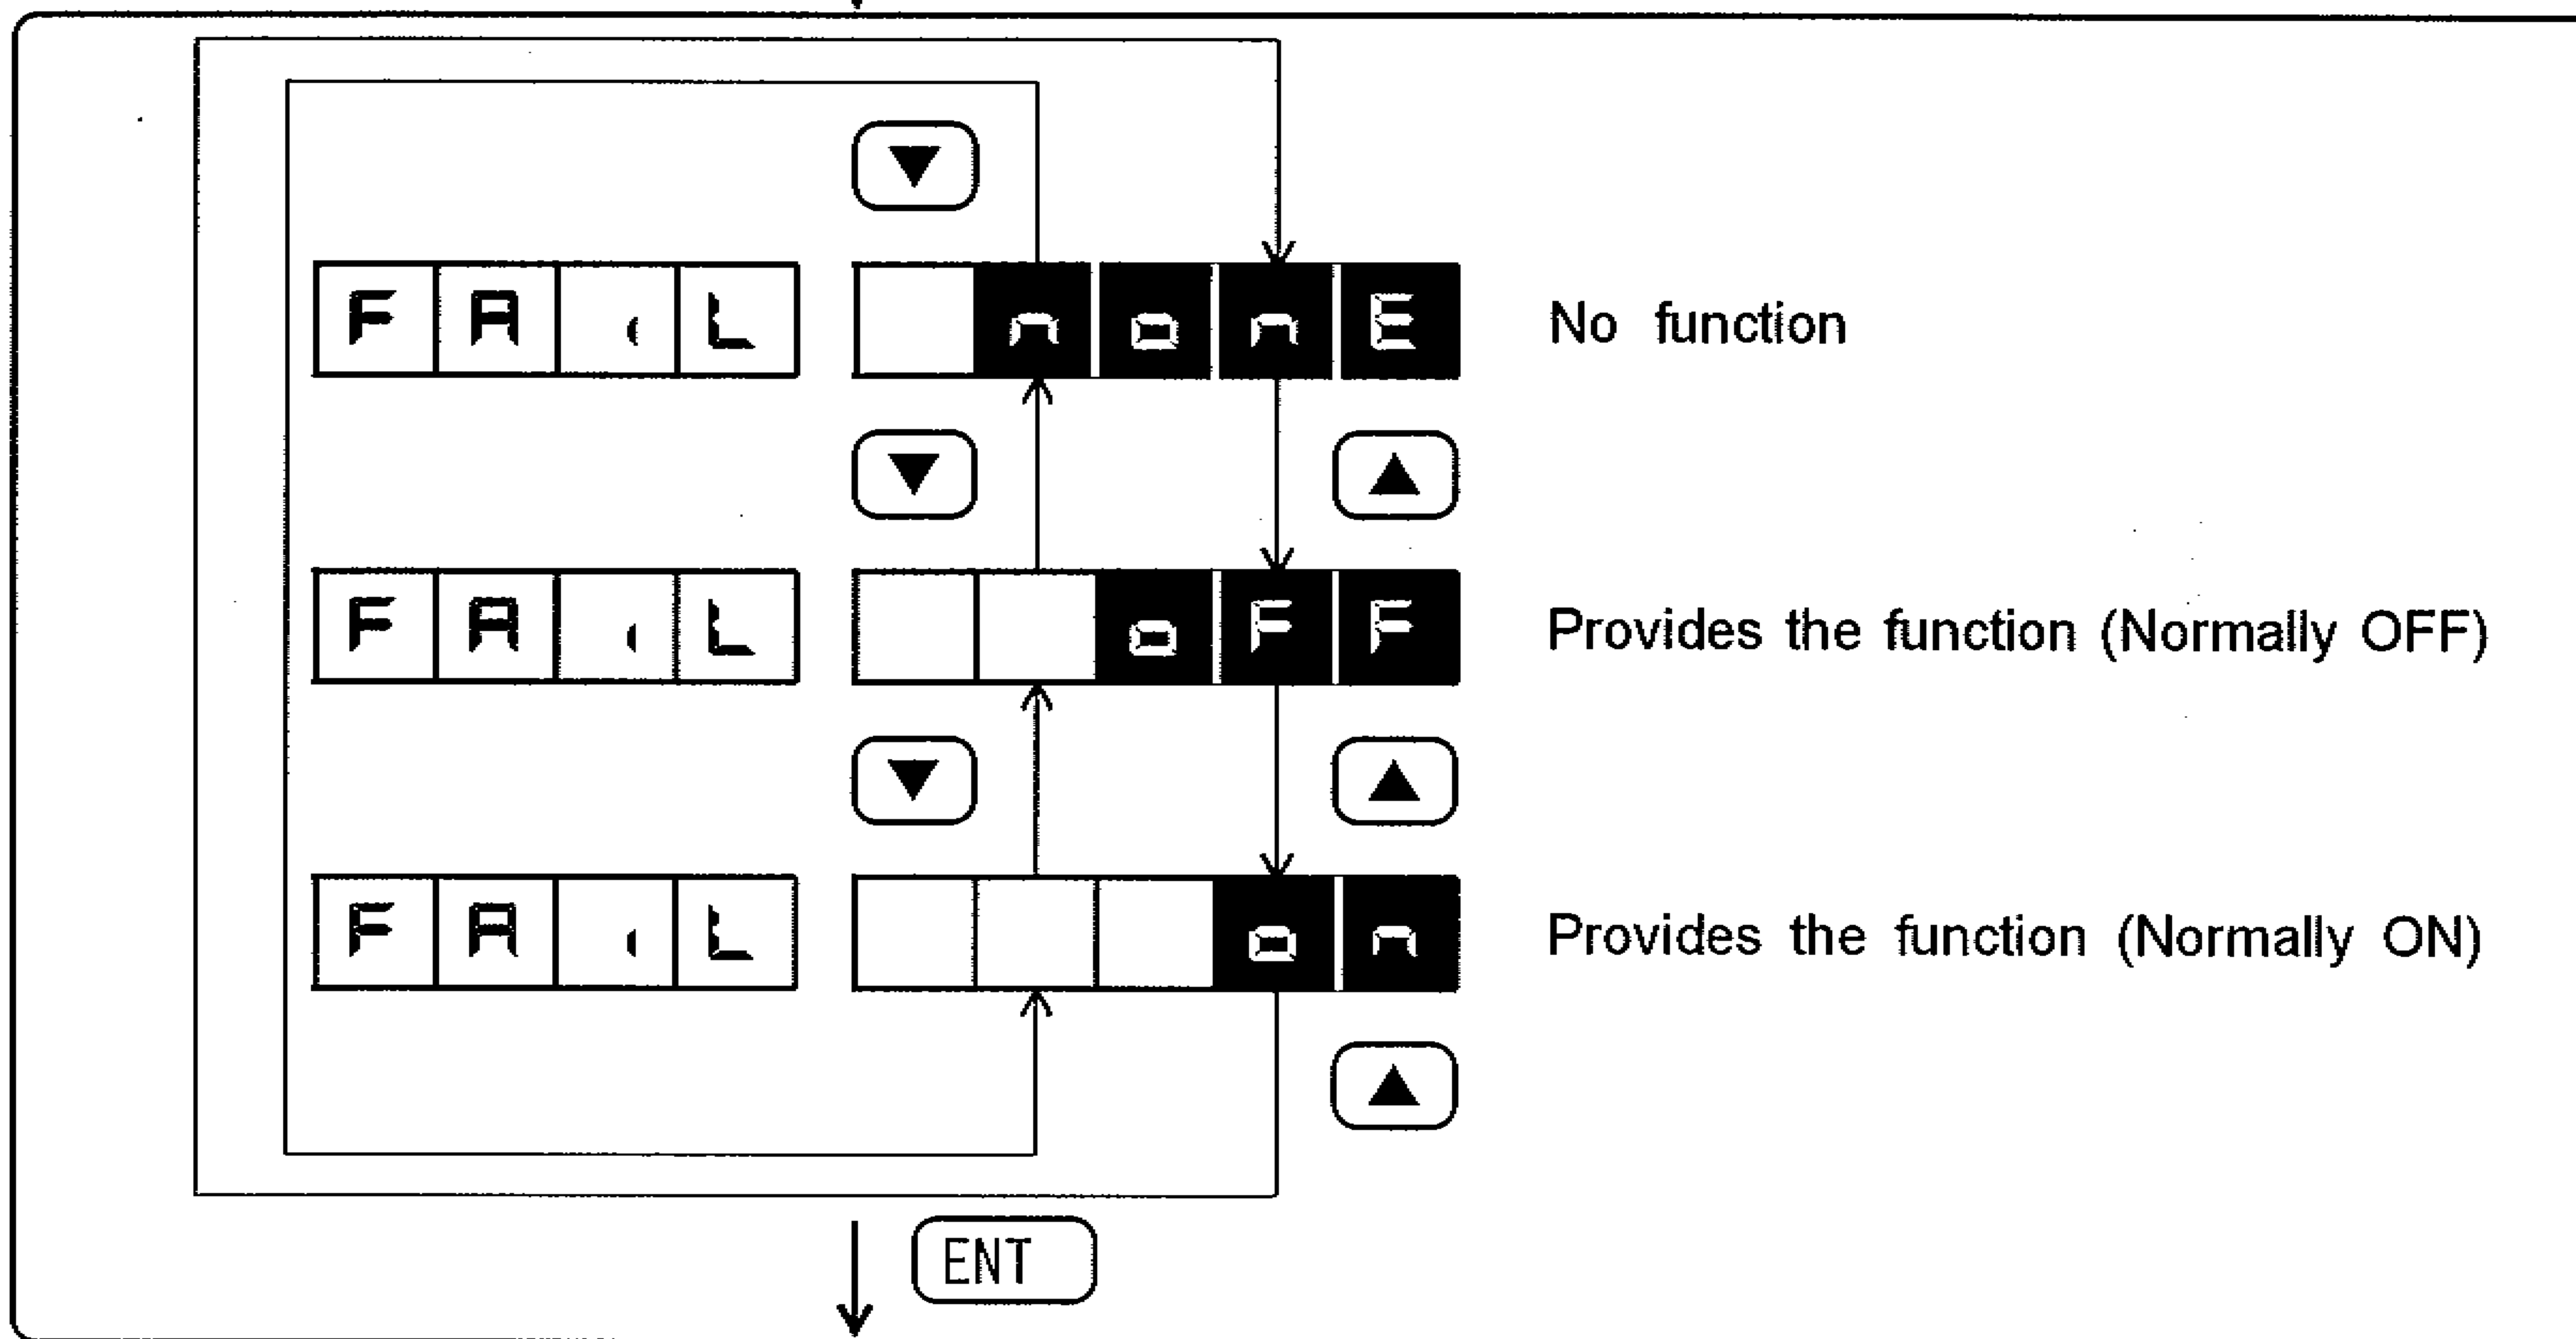 ▼
FAiL nonE No function
▼ ▲
FAiL oFF Provides the function (Normally OFF)
▼ ▲
FAiL on Provides the function (Normally ON)
▲
ENT